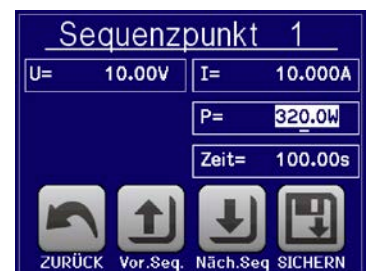 Sequenzpunkt 1
U= 10.00V I= 10.000A
P= 320.0W
Zeit= 100.00s
ZURÜCK Vor.Seq. Näch.Seq SICHERN